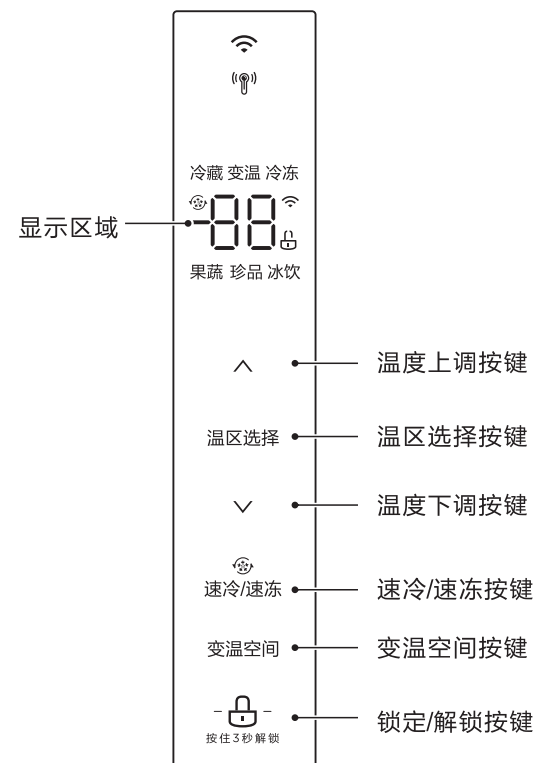 冷藏 变温 冷冻
-88
显示区域
果蔬 珍品 冰饮
温度上调按键
温区选择 温区选择按键
温度下调按键
速冷/速冻 速冷/速冻按键
变温空间 变温空间按键
锁定/解锁按键
按住3秒解锁